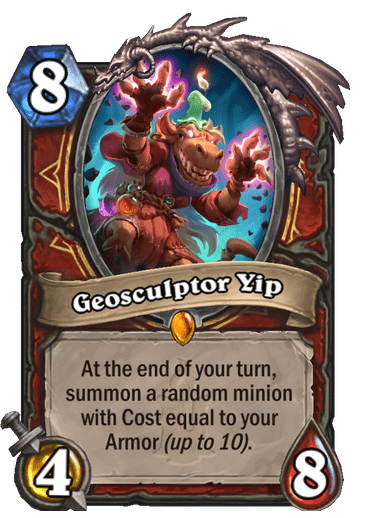 8
Geosculptor Yip
At the end of your turn,
summon a random minion
with Cost equal to your
Armor (up to 10).
4
8